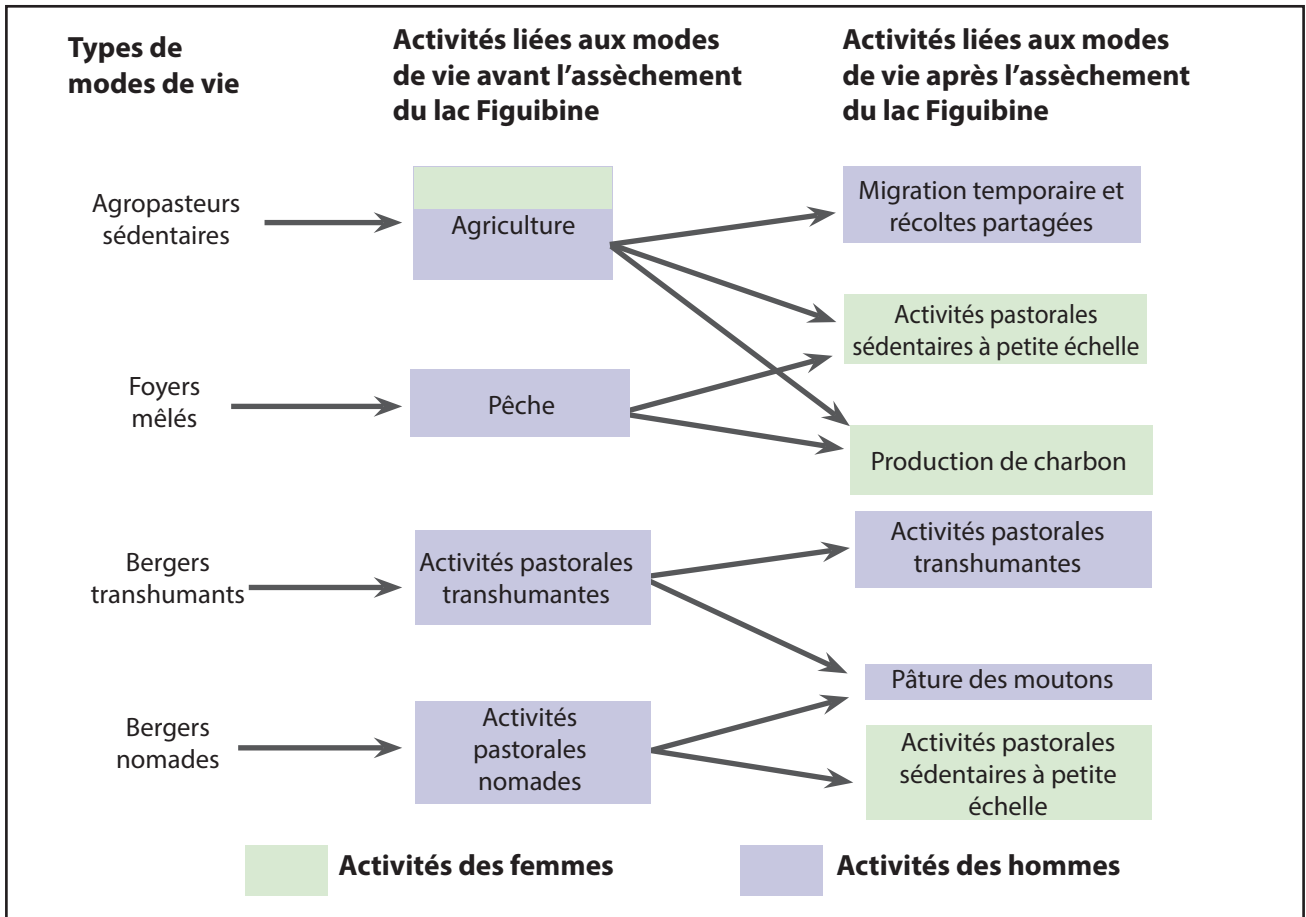 Types de
modes de vie
Activités liées aux modes
de vie avant l’assèchement
du lac Figuibine
Activités liées aux modes
de vie après l’assèchement
du lac Figuibine
Agropasteurs
sédentaires
Agriculture
Migration temporaire et
récoltes partagées
Activités pastorales
sédentaires à petite échelle
Foyers
mêlés
Pêche
Production de charbon
Bergers
transhumants
Activités pastorales
transhumantes
Activités pastorales
transhumantes
Pâture des moutons
Bergers
nomades
Activités
pastorales
nomades
Activités pastorales
sédentaires à petite
échelle
Activités des femmes
Activités des hommes